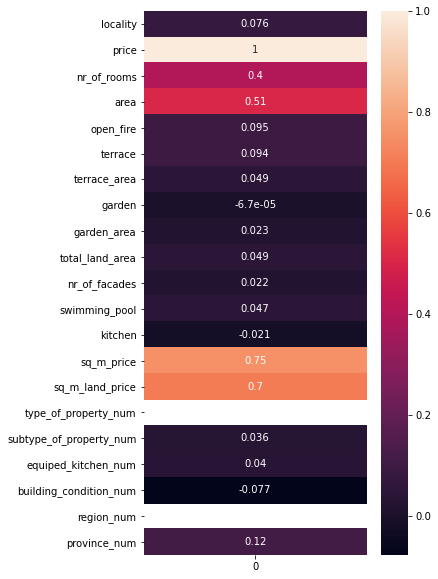 locality 0.076
price 1
nr_of_rooms 0.4
area 0.51
open_fire 0.095
terrace 0.094
terrace_area 0.049
garden -6.7e-05
garden_area 0.023
total_land_area 0.049
nr_of_facades 0.022
swimming_pool 0.047
kitchen -0.021
sq_m_price 0.75
sq_m_land_price 0.7
type_of_property_num
subtype_of_property_num 0.036
equiped_kitchen_num 0.04
building_condition_num -0.077
region_num
province_num 0.12
0
1.0
0.8
0.6
0.4
0.2
0.0